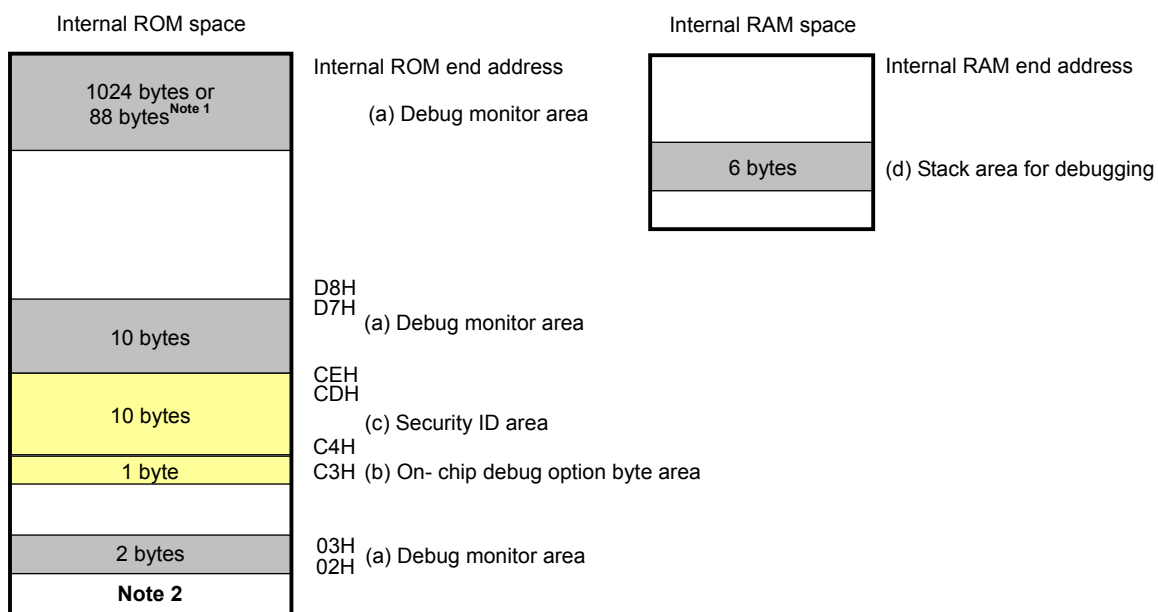 Internal ROM space
1024 bytes or
88 bytesNote 1
10 bytes
10 bytes
1 byte
2 bytes
Note 2
Internal ROM end address
(a) Debug monitor area
D8H
D7H
(a) Debug monitor area
CEH
CDH
(c) Security ID area
C4H
C3H (b) On- chip debug option byte area
03H
02H
(a) Debug monitor area
Internal RAM space
6 bytes
Internal RAM end address
(d) Stack area for debugging